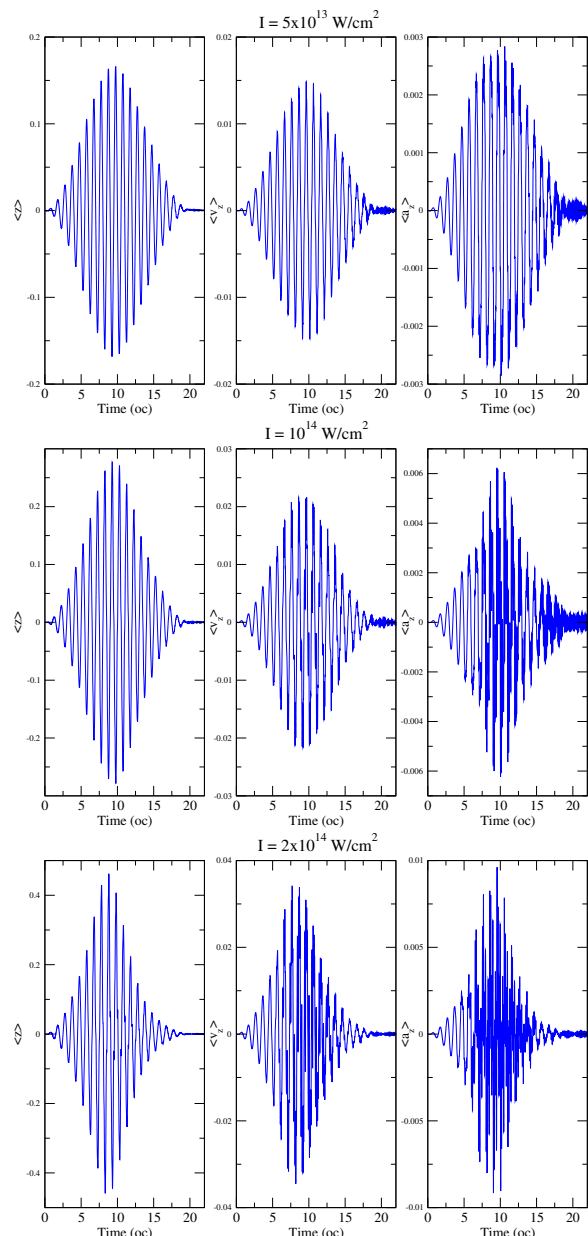 I = 5x10^13 W/cm^2
0.2
0.1
0
-0.1
-0.2
<z>
0 5 10 15 20
Time (oc)
0.02
0.01
0
-0.01
-0.02
<v_z>
0 5 10 15 20
Time (oc)
0.003
0.002
0.001
0
-0.001
-0.002
-0.003
<a_z>
0 5 10 15 20
Time (oc)
I = 10^14 W/cm^2
0.2
0.1
0
-0.1
-0.2
<z>
0 5 10 15 20
Time (oc)
0.03
0.02
0.01
0
-0.01
-0.02
-0.03
<v_z>
0 5 10 15 20
Time (oc)
0.006
0.004
0.002
0
-0.002
-0.004
-0.006
<a_z>
0 5 10 15 20
Time (oc)
I = 2x10^14 W/cm^2
0.4
0.2
0
-0.2
-0.4
<z>
0 5 10 15 20
Time (oc)
0.04
0.02
0
-0.02
-0.04
<v_z>
0 5 10 15 20
Time (oc)
0.01
0.005
0
-0.005
-0.01
<a_z>
0 5 10 15 20
Time (oc)